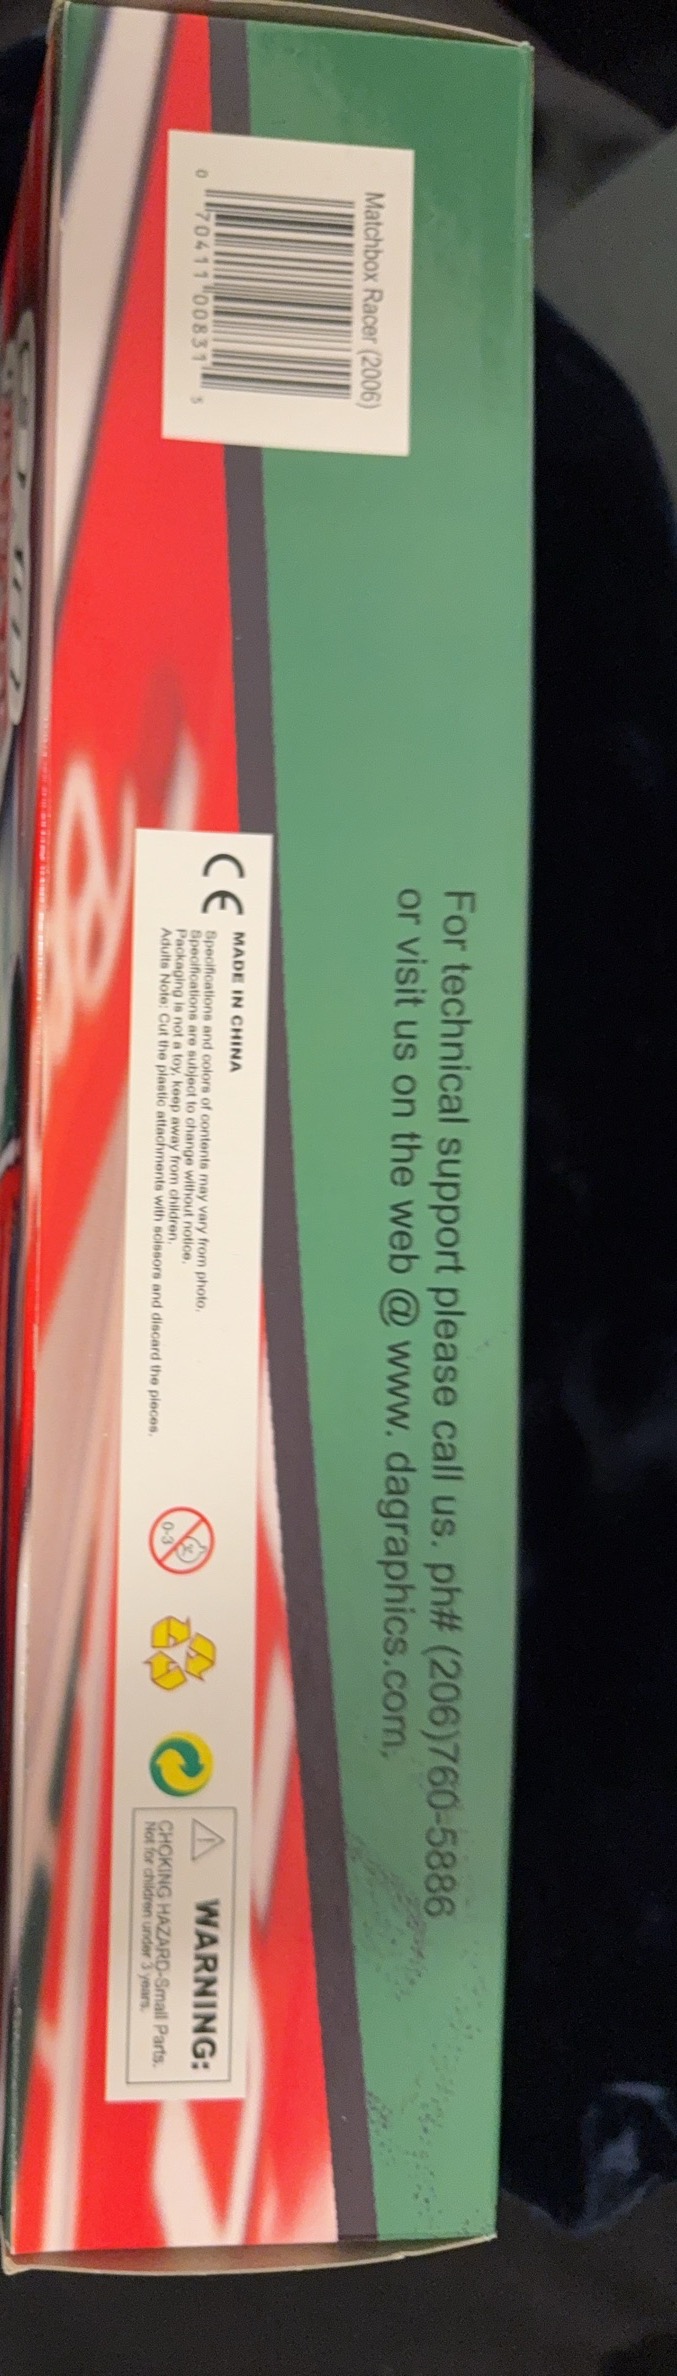 For technical support please call us. ph# (206)760-5886
or visit us on the web @ www. dagraphics.com.
Matchbox Racer (2006)
0 70411 00831 5
CE
MADE IN CHINA
Specifications and colors of contents may vary from photo.
Specifications are subject to change without notice.
Packaging is not a toy, keep away from children.
Adults Note: Cut the plastic attachments with scissors and discard the pieces.
0-3
WARNING:
CHOKING HAZARD-Small Parts.
Not for children under 3 years.